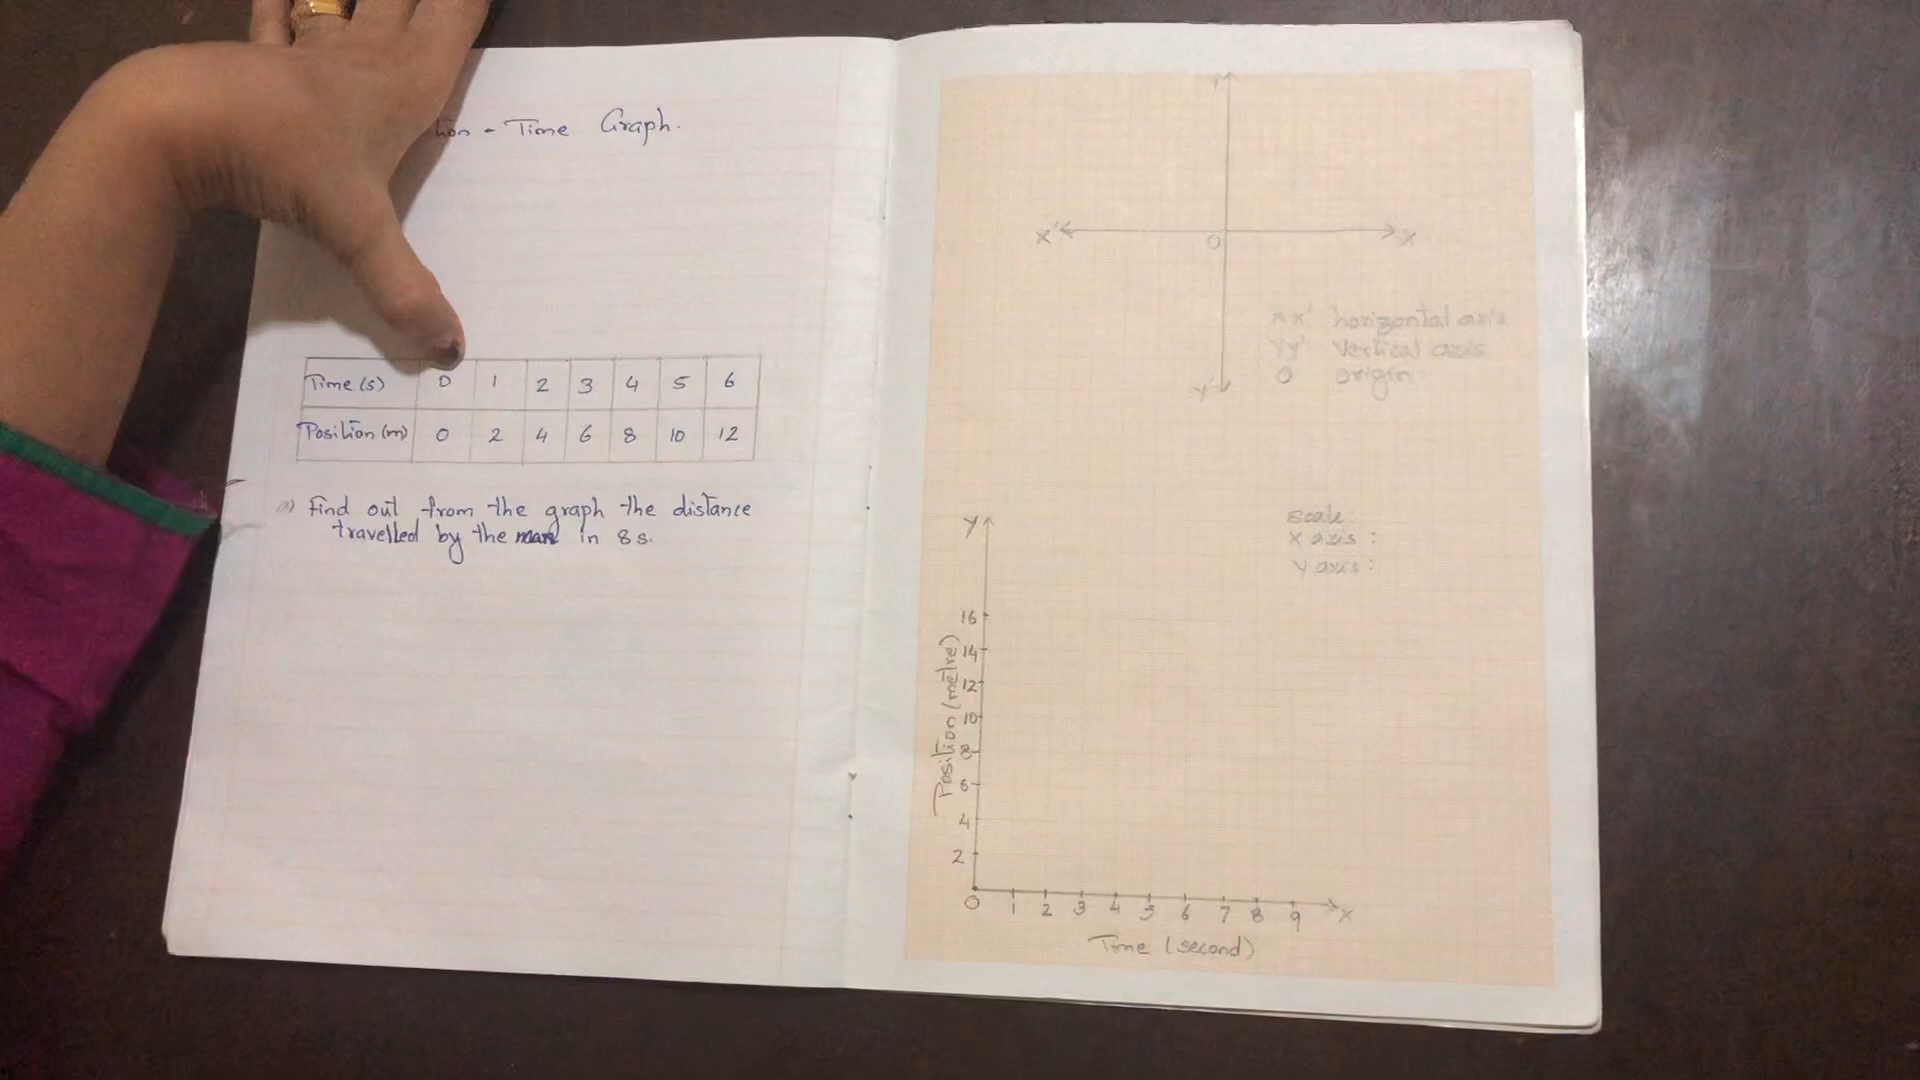 - Time Graph.
Time (s) 0 1 2 3 4 5 6
Position (m) 0 2 4 6 8 10 12
a) Find out from the graph the distance
travelled by the man in 8 s.
Y
X' O X
Y'
XX' horizontal axis
YY' vertical axis
O origin
Scale:
X axis :
Y axis :
Y
16
14
12
10
8
6
4
2
Position (metre)
O 1 2 3 4 5 6 7 8 9 X
Time (second)